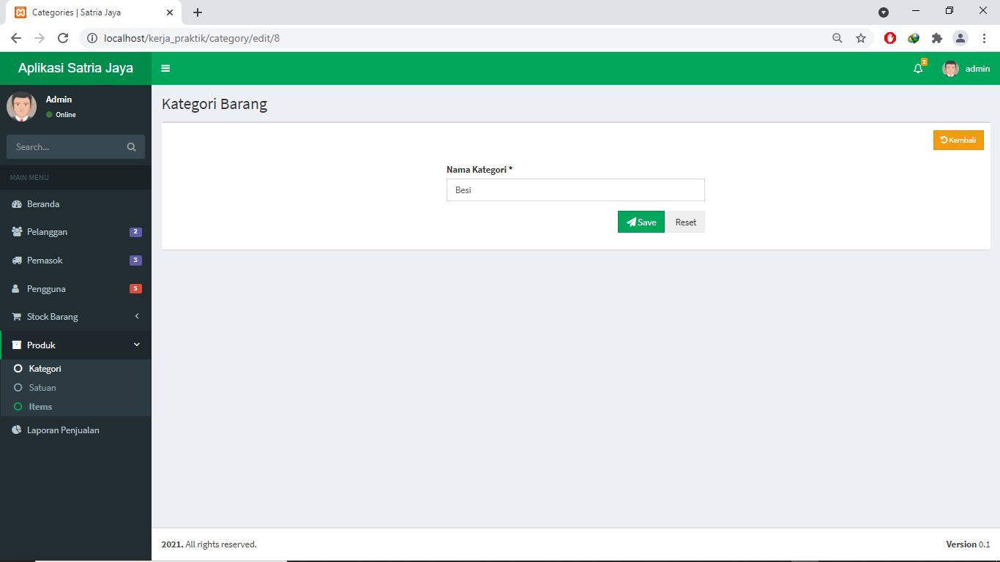 Categories | Satria Jaya
localhost/kerja_praktik/category/edit/8
Aplikasi Satria Jaya
2
admin
Admin
Online
Search...
MAIN MENU
Beranda
Pelanggan 2
Pemasok 3
Pengguna 5
Stock Barang
Produk
Kategori
Satuan
Items
Laporan Penjualan
Kategori Barang
Kembali
Nama Kategori *
Besi
Save Reset
2021. All rights reserved. Version 0.1